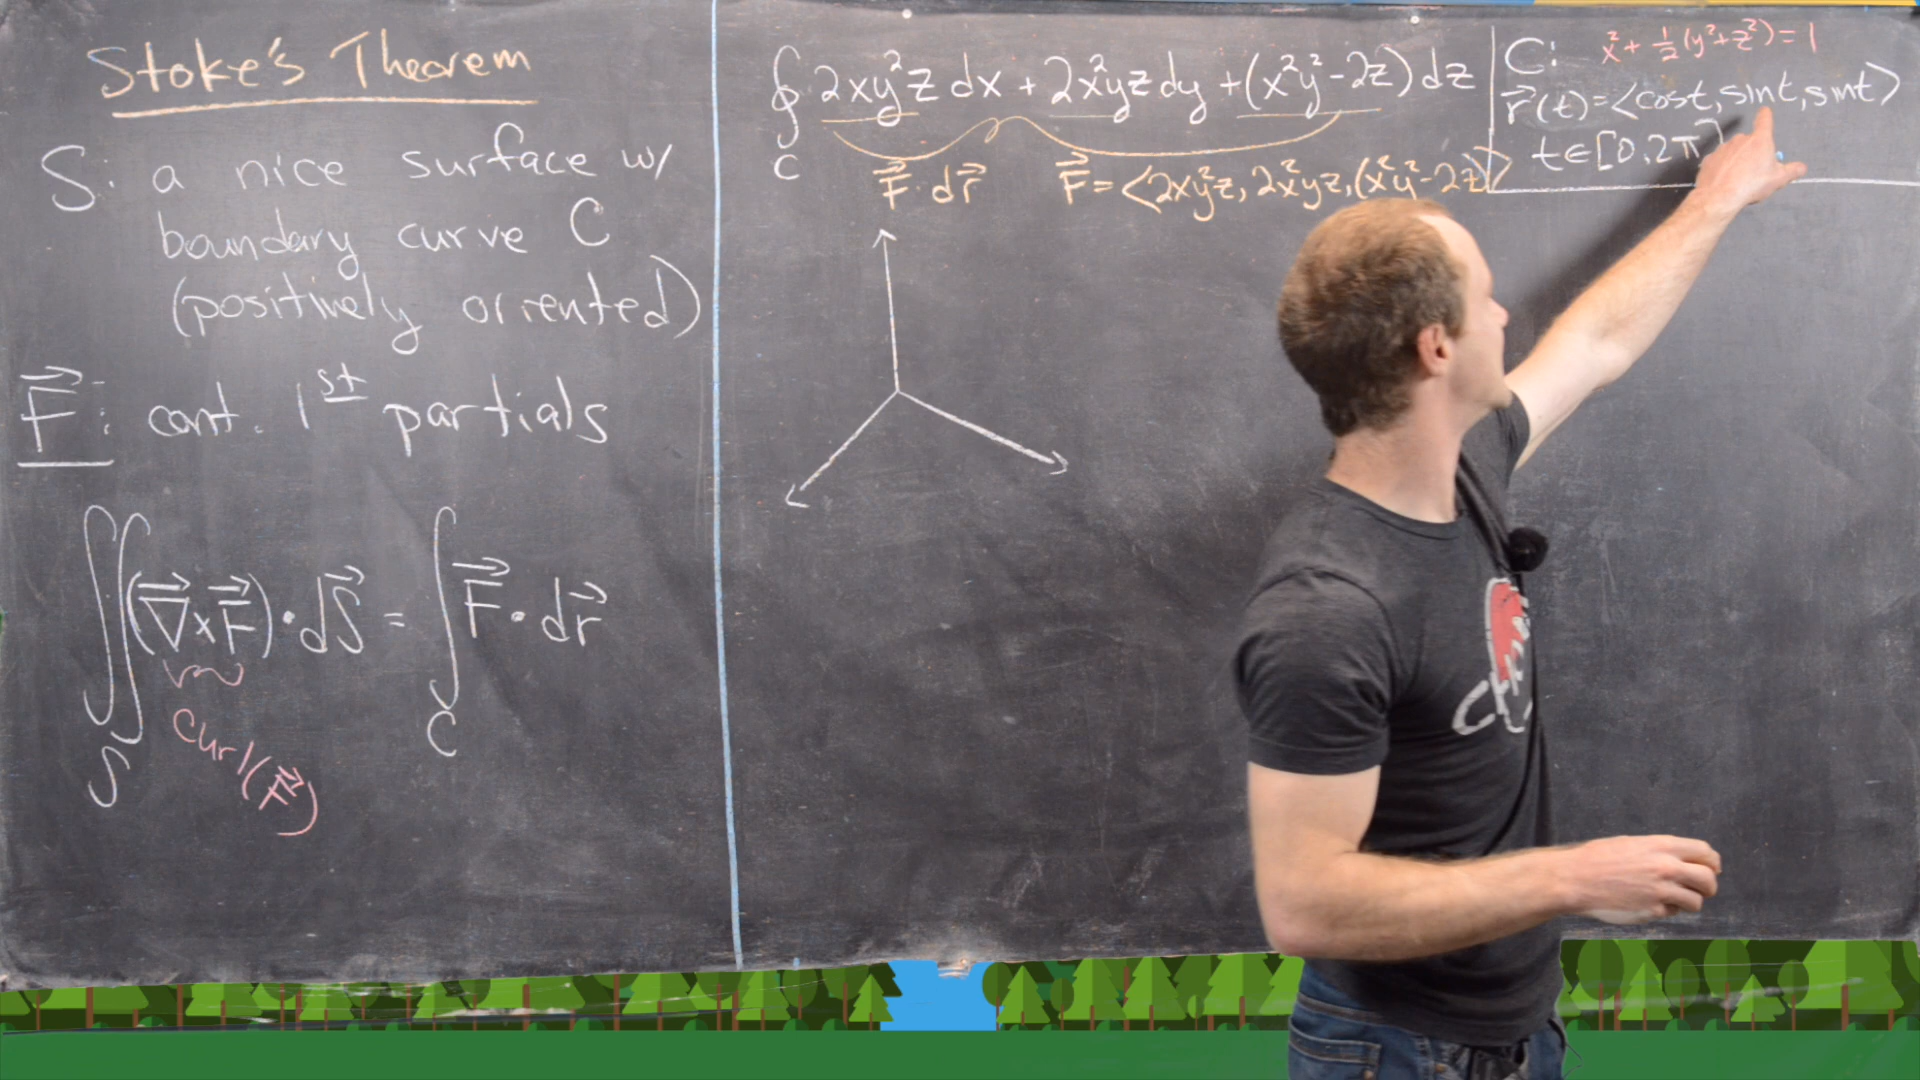 Stoke's Theorem
S: a nice surface w/
boundary curve C
(positively oriented)
F⃗: cont. 1st partials
∬(∇⃗×F⃗)·dS⃗ = ∫F⃗·dr⃗
S
C
curl(F⃗)
∮ 2xy²z dx + 2x²yz dy + (x²y²-2z) dz
C
F⃗·dr⃗
F⃗ = <2xy²z, 2x²yz, (x²y²-2z)>
C: x² + ½(y²+z²) = 1
r⃗(t) = <cost, sint, sint>
t∈[0,2π]